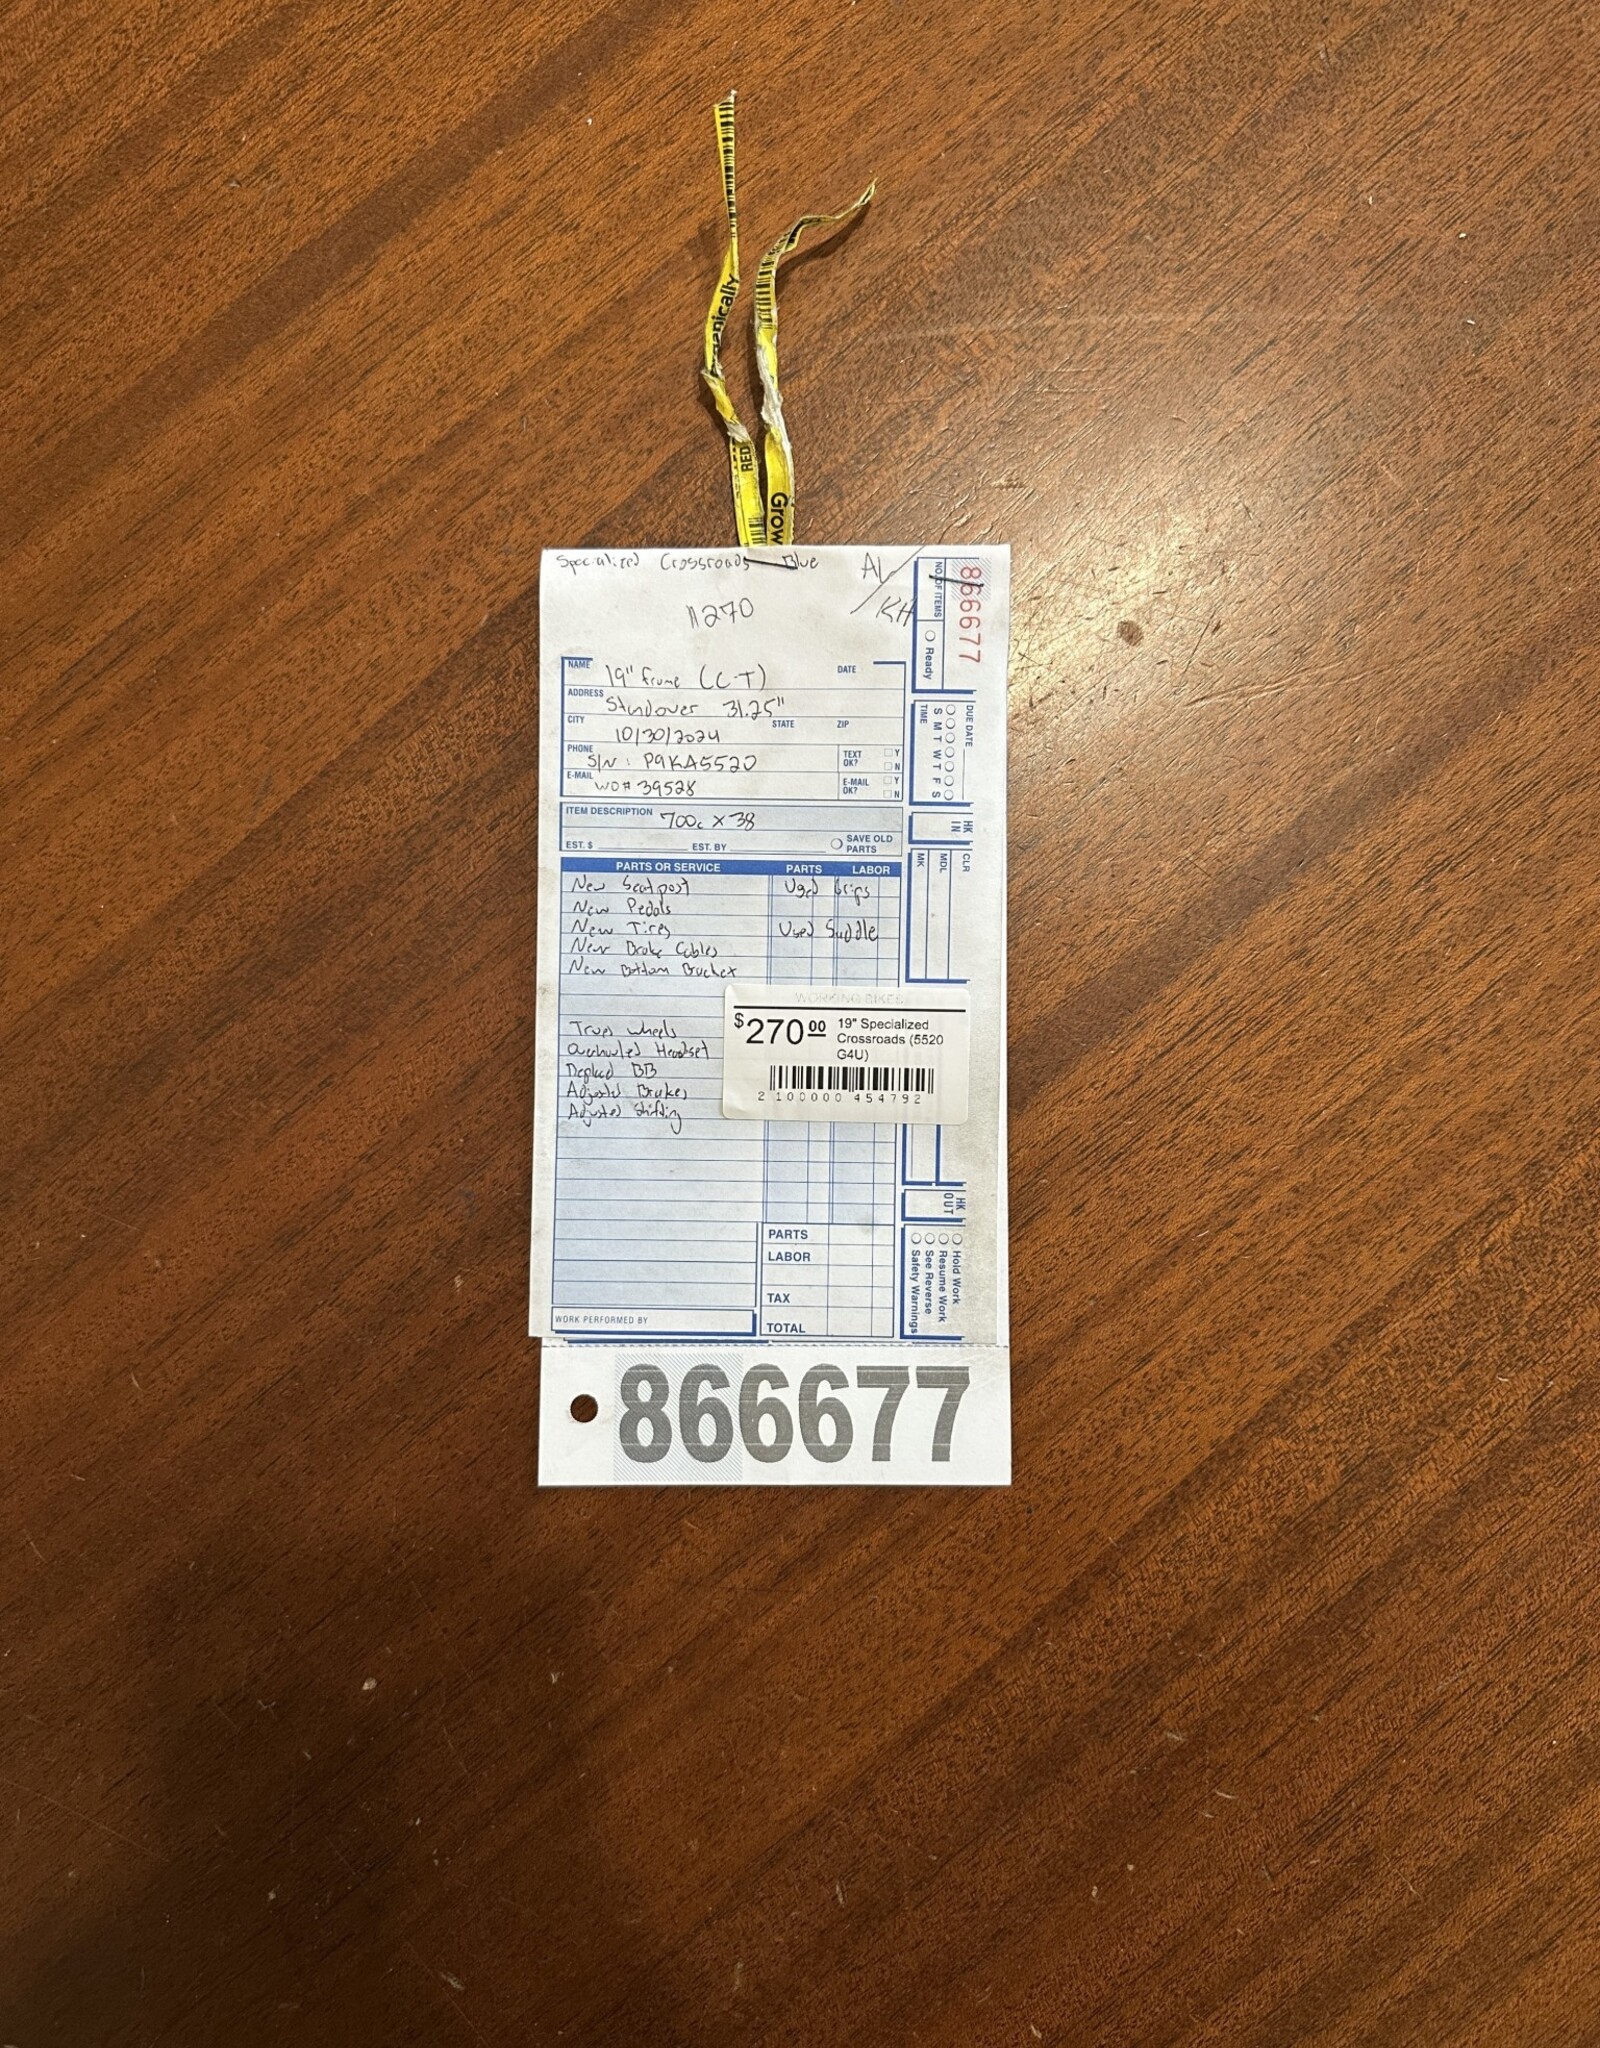 ganically
RED
Grow
Specialized Crossroads Blue
AL/KH
$270
866677
NO. OF ITEMS
Ready
NAME 19" frame (C-T) DATE
ADDRESS Standover 31.25"
CITY 10/30/2024 STATE ZIP
PHONE S/N: P9KA5520 TEXT OK? Y N
E-MAIL WO# 39528 E-MAIL OK? Y N
DUE DATE
S M T W T F S
TIME
ITEM DESCRIPTION 700c X 38
EST. $ EST. BY SAVE OLD PARTS
HK IN
CLR
MDL
MK
PARTS OR SERVICE PARTS LABOR
New Seatpost Used Grips
New Pedals
New Tires Used Saddle
New Brake Cables
New Bottom Bracket
WORKING BIKES
$270 00 19" Specialized
Crossroads (5520
G4U)
2 100000 454792
Trued wheels
Overhauled Headset
Replaced BB
Adjusted Brakes
Adjusted Shifting
HK OUT
Hold Work
Resume Work
See Reverse
Safety Warnings
PARTS
LABOR
TAX
TOTAL
WORK PERFORMED BY
866677